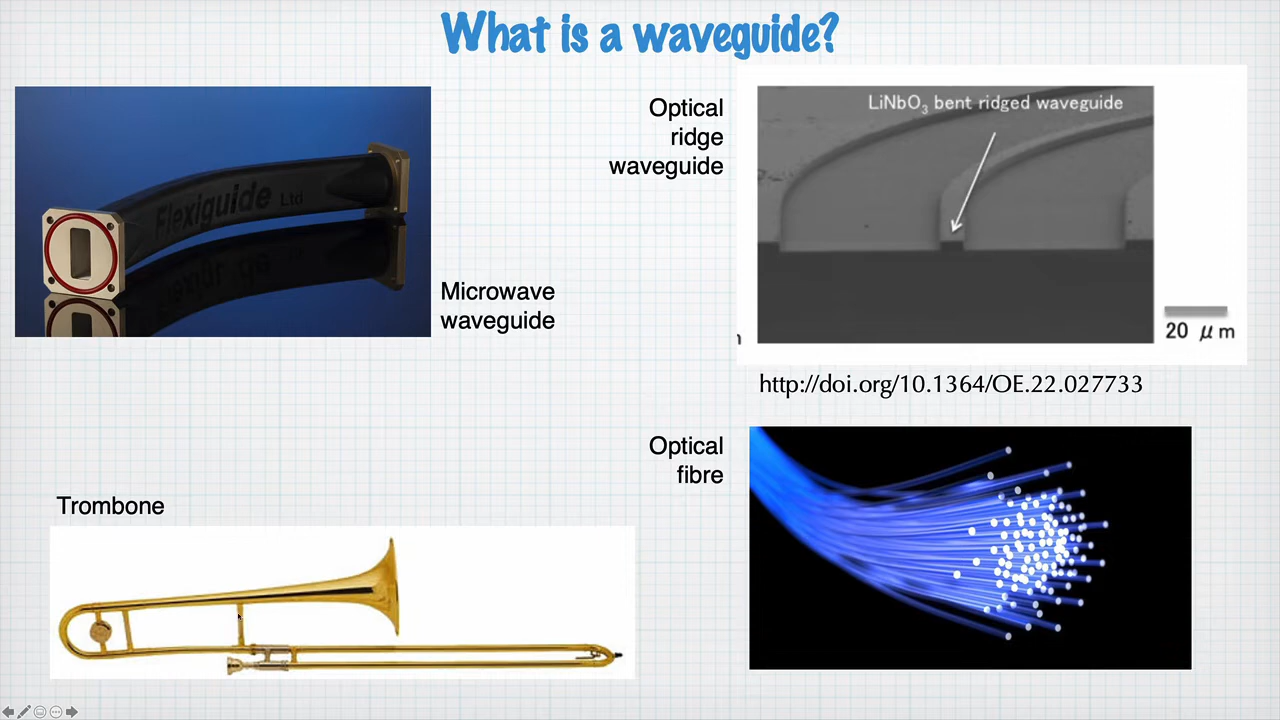 What is a waveguide?
Flexiguide Ltd
Microwave
waveguide
Optical
ridge
waveguide
LiNbO₃ bent ridged waveguide
20 μm
http://doi.org/10.1364/OE.22.027733
Optical
fibre
Trombone